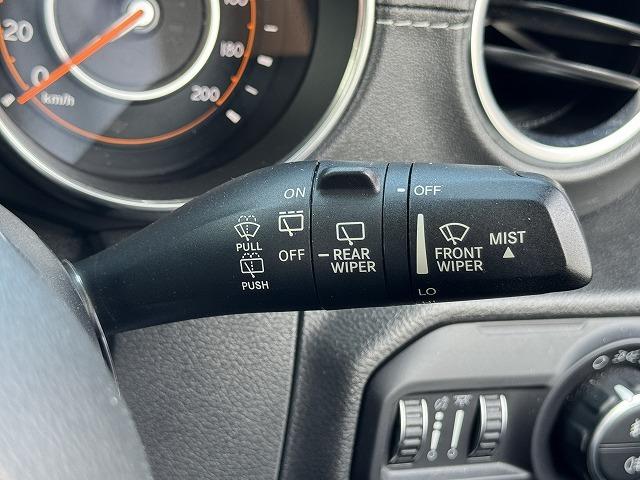 20
0
km/h
180
200
ON
OFF
PULL
PUSH
OFF
REAR
WIPER
FRONT
WIPER
MIST
LO